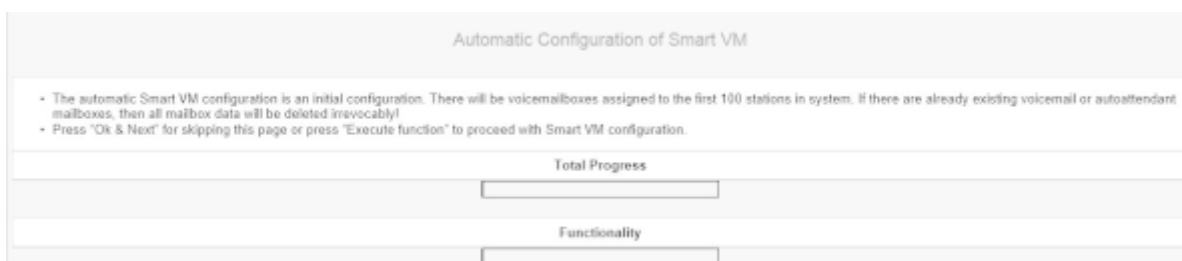 Automatic Configuration of Smart VM
• The automatic Smart VM configuration is an initial configuration. There will be voicemailboxes assigned to the first 100 stations in system. If there are already existing voicemail or autoattendant
mailboxes, then all mailbox data will be deleted irrevocably!
• Press "Ok & Next" for skipping this page or press "Execute function" to proceed with Smart VM configuration.
Total Progress
Functionality